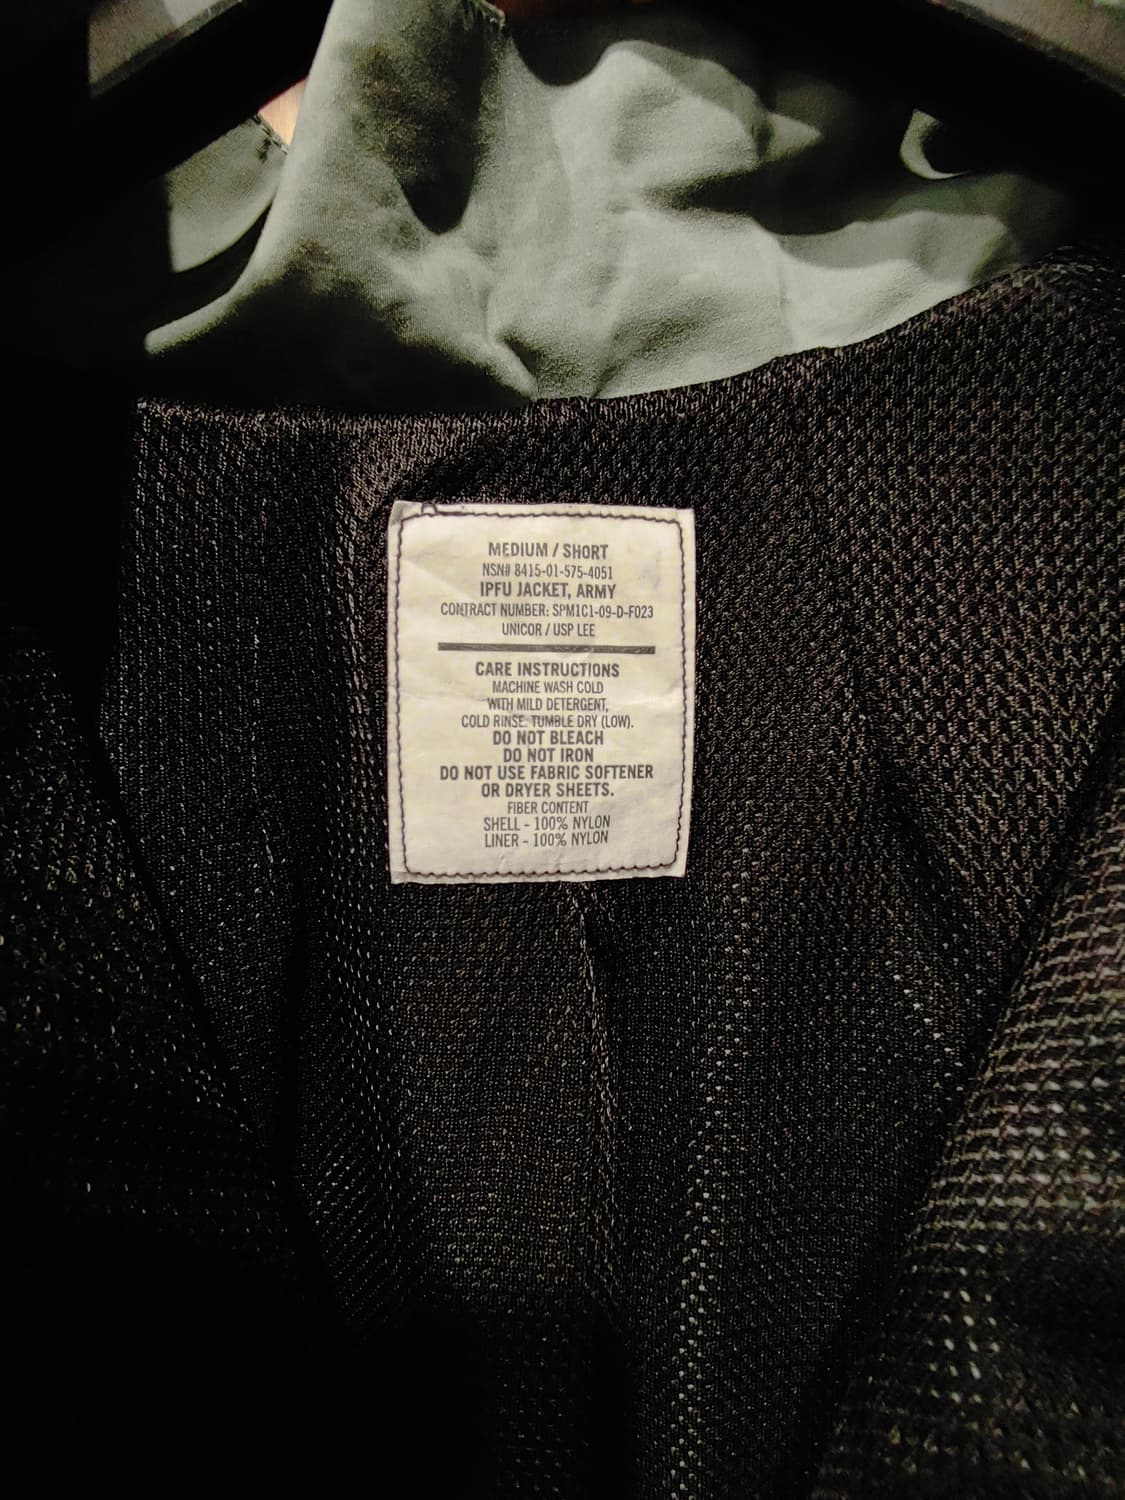 MEDIUM / SHORT
NSN# 8415-01-575-4051
IPFU JACKET, ARMY
CONTRACT NUMBER: SPM1C1-09-D-F023
UNICOR / USP LEE
CARE INSTRUCTIONS
MACHINE WASH COLD
WITH MILD DETERGENT,
COLD RINSE. TUMBLE DRY (LOW).
DO NOT BLEACH
DO NOT IRON
DO NOT USE FABRIC SOFTENER
OR DRYER SHEETS.
FIBER CONTENT
SHELL - 100% NYLON
LINER - 100% NYLON